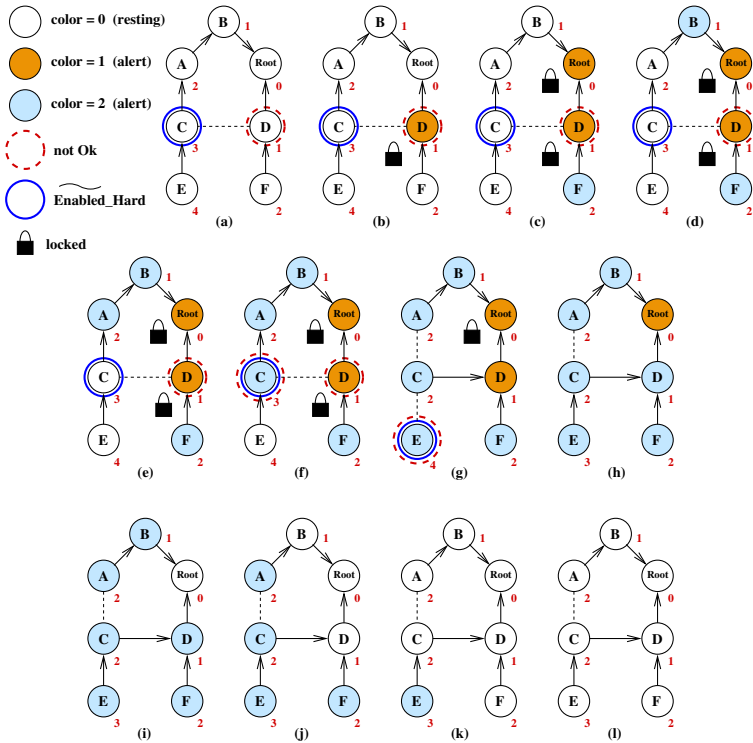 color = 0 (resting)
color = 1 (alert)
color = 2 (alert)
not Ok
Enabled_Hard
locked
B 1
A 2 Root 0
C 3 D 1
E 4 F 2
(a)
B 1
A 2 Root 0
C 3 D 1
E 4 F 2
(b)
B 1
A 2 Root 0
C 3 D 1
E 4 F 2
(c)
B 1
A 2 Root 0
C 3 D 1
E 4 F 2
(d)
B 1
A 2 Root 0
C 3 D 1
E 4 F 2
(e)
B 1
A 2 Root 0
C 3 D 1
E 4 F 2
(f)
B 1
A 2 Root 0
C 2 D 1
E 4 F 2
(g)
B 1
A 2 Root 0
C 2 D 1
E 3 F 2
(h)
B 1
A 2 Root 0
C 2 D 1
E 3 F 2
(i)
B 1
A 2 Root 0
C 2 D 1
E 3 F 2
(j)
B 1
A 2 Root 0
C 2 D 1
E 3 F 2
(k)
B 1
A 2 Root 0
C 2 D 1
E 3 F 2
(l)